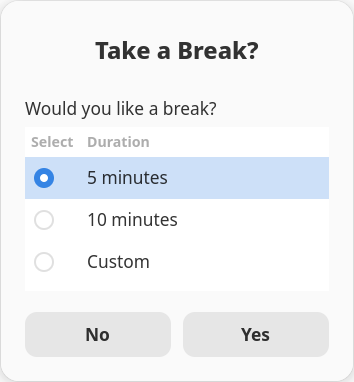 Take a Break?
Would you like a break?
Select Duration
5 minutes
10 minutes
Custom
No Yes